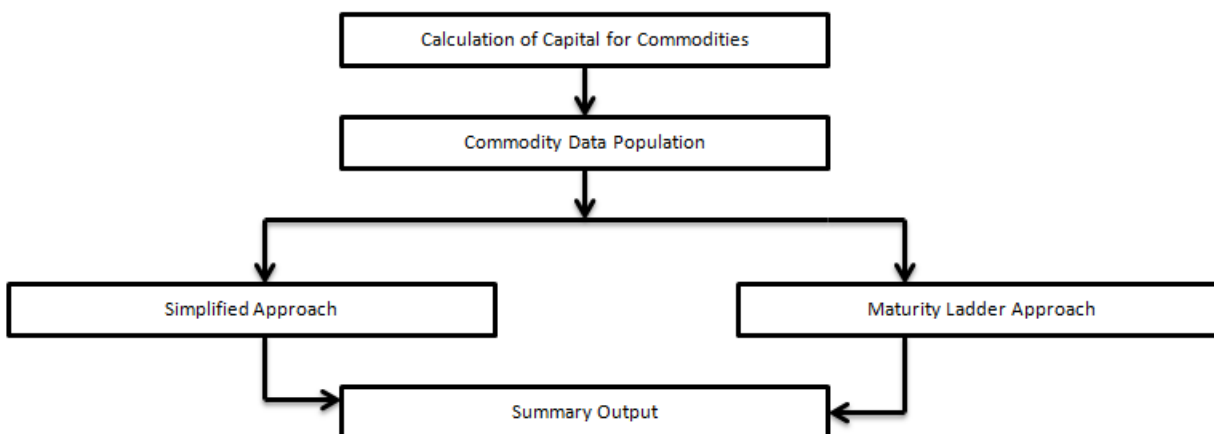 Calculation of Capital for Commodities
Commodity Data Population
Simplified Approach
Maturity Ladder Approach
Summary Output